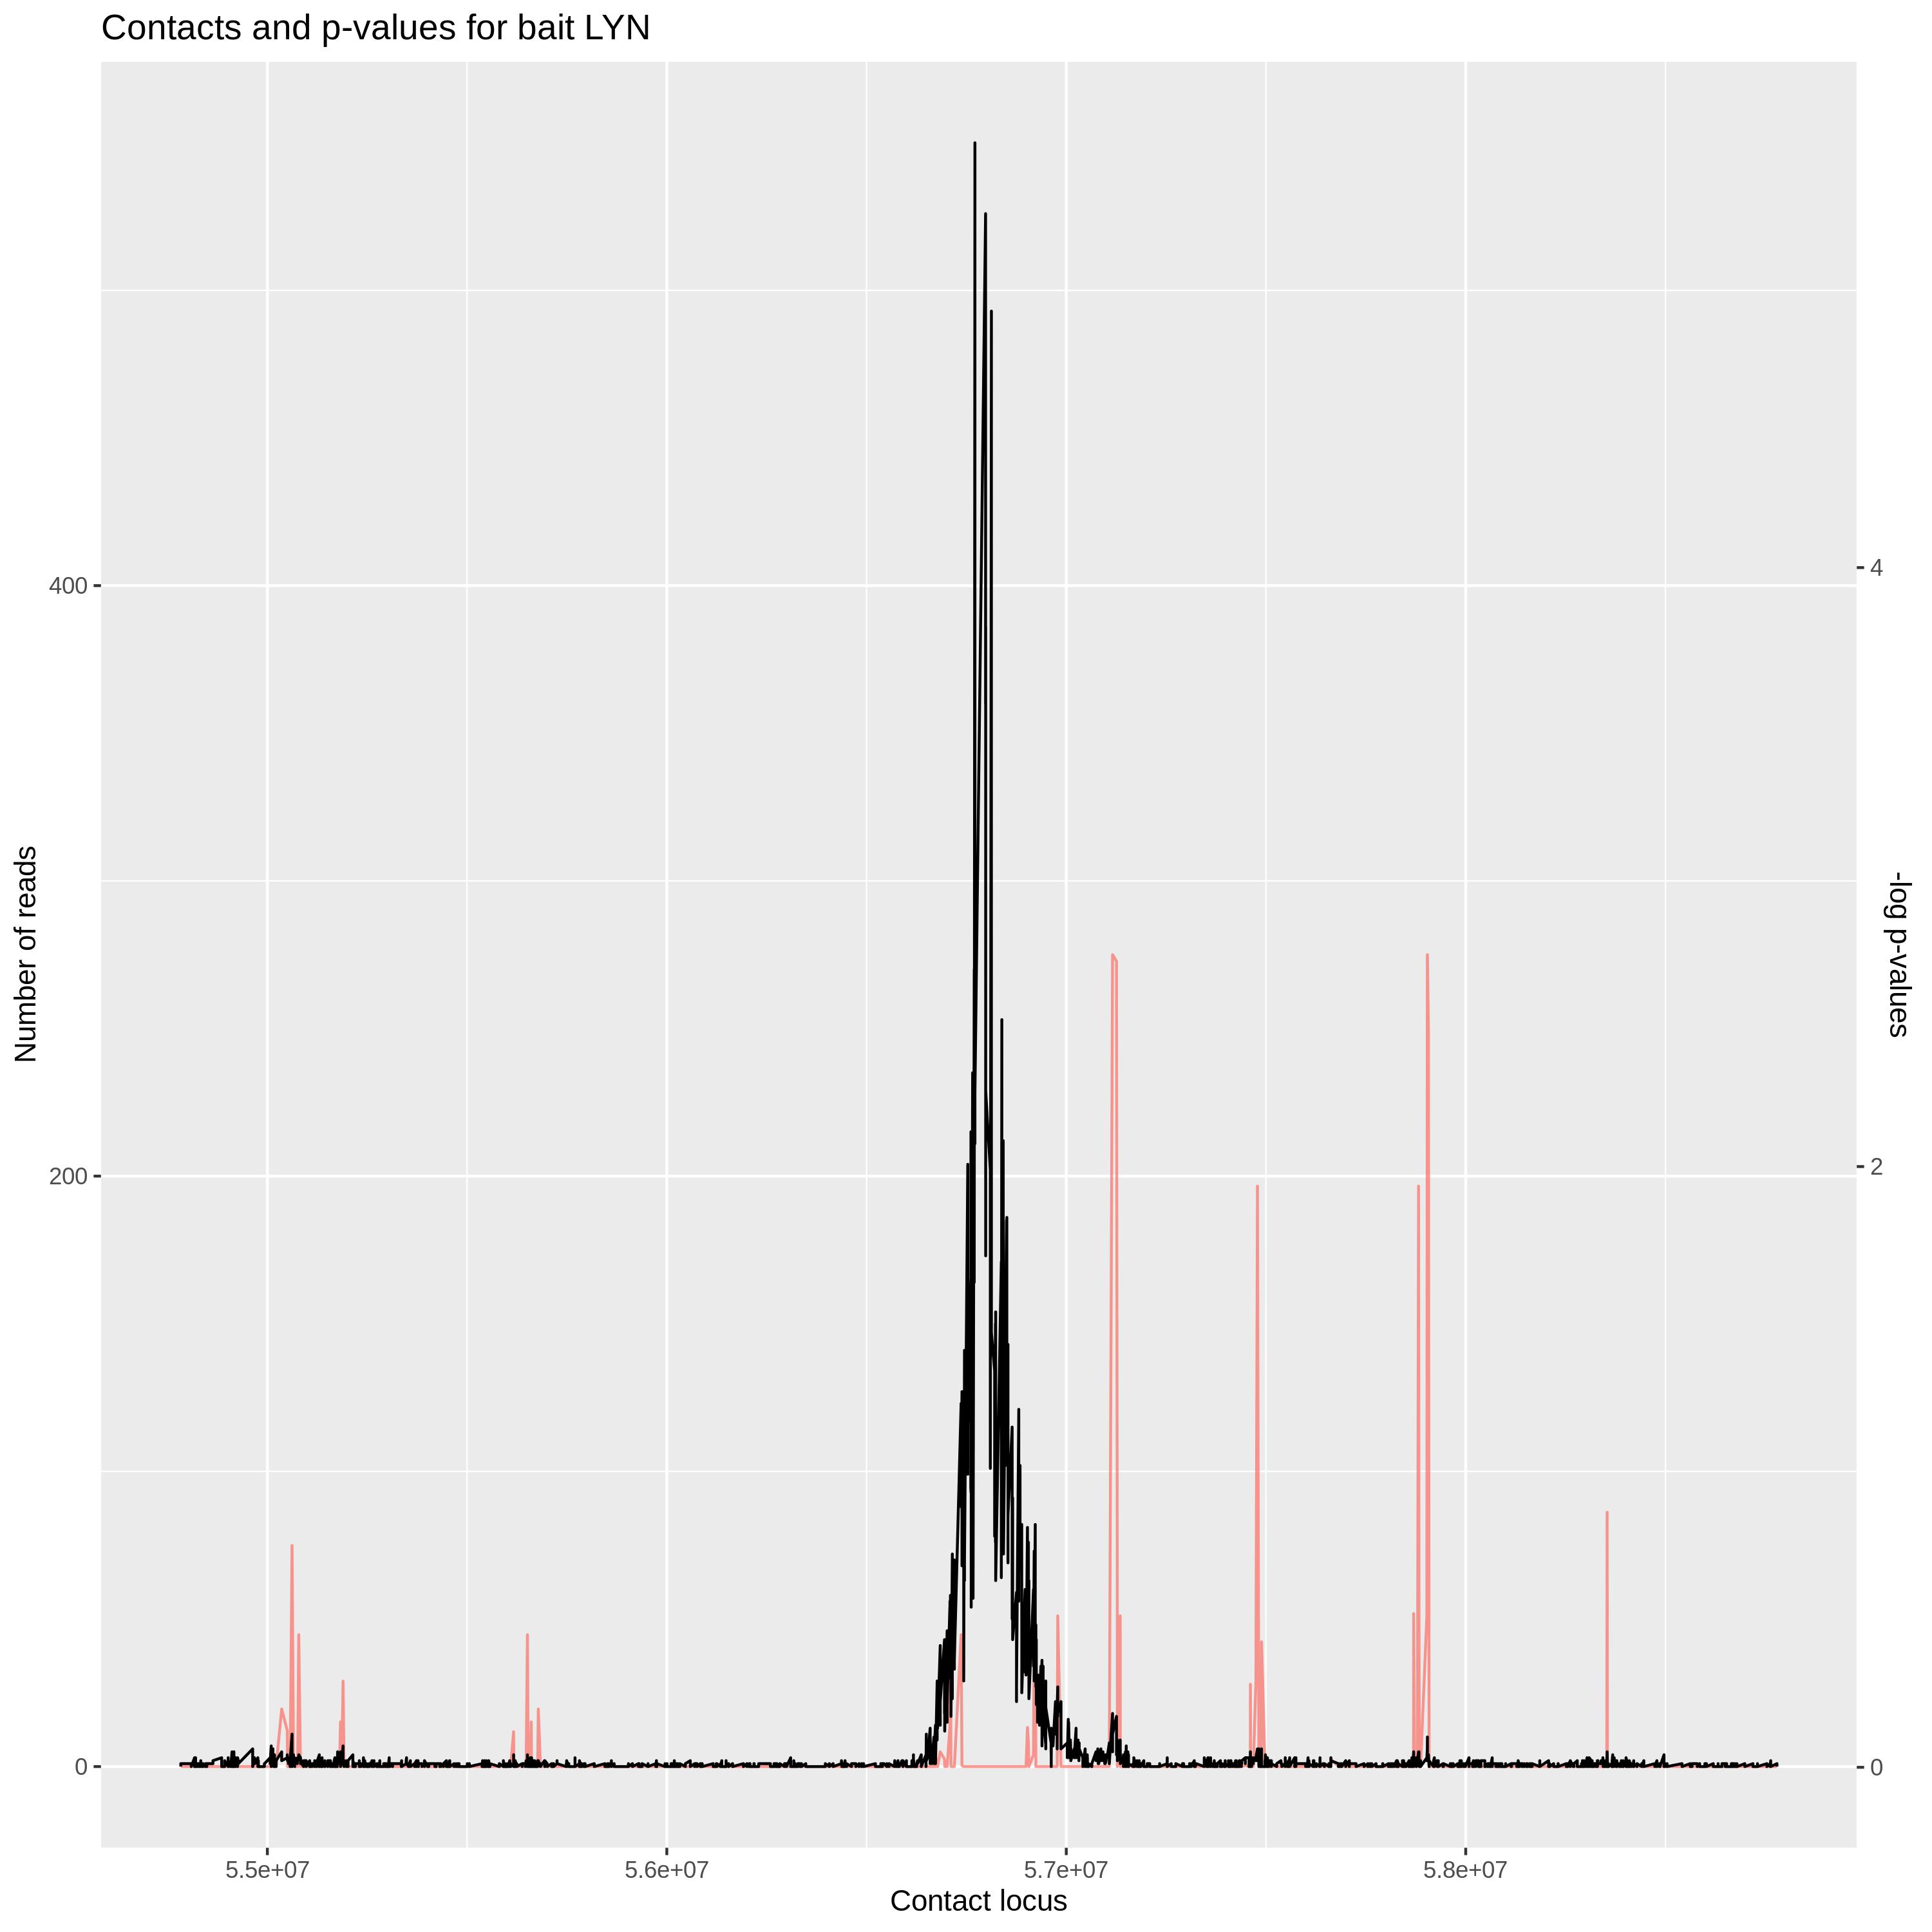 Contacts and p-values for bait LYN
Number of reads
400
200
0
4
2
0
-log p-values
5.5e+07
5.6e+07
5.7e+07
5.8e+07
Contact locus